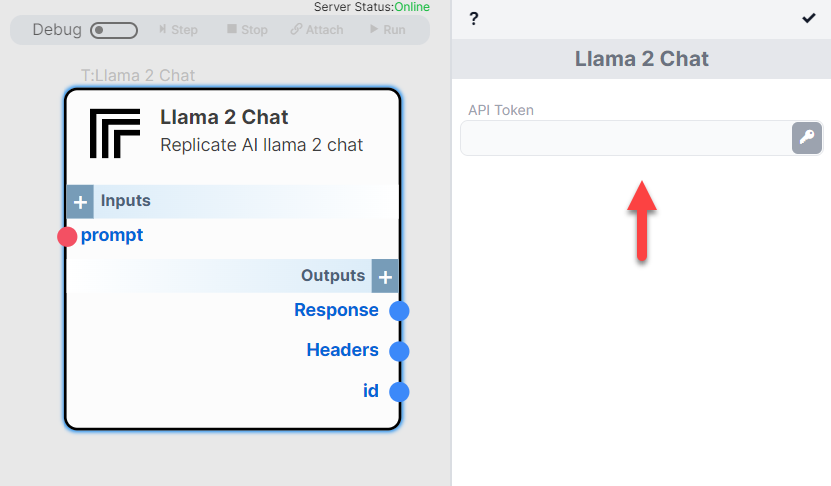 Server Status:Online
Debug Step Stop Attach Run
T:Llama 2 Chat
Llama 2 Chat
Replicate AI llama 2 chat
+ Inputs
prompt
Outputs +
Response
Headers
id
?
Llama 2 Chat
API Token